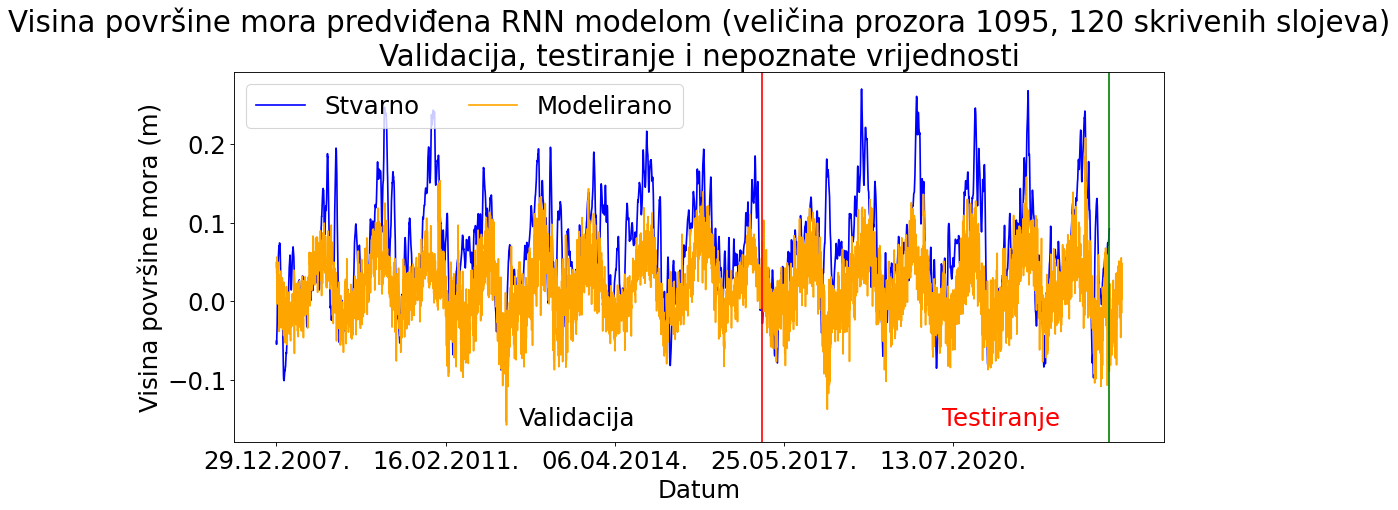 Visina površine mora predviđena RNN modelom (veličina prozora 1095, 120 skrivenih slojeva)
Validacija, testiranje i nepoznate vrijednosti
Stvarno Modelirano
Visina površine mora (m)
0.2
0.1
0.0
−0.1
Validacija Testiranje
29.12.2007. 16.02.2011. 06.04.2014. 25.05.2017. 13.07.2020.
Datum